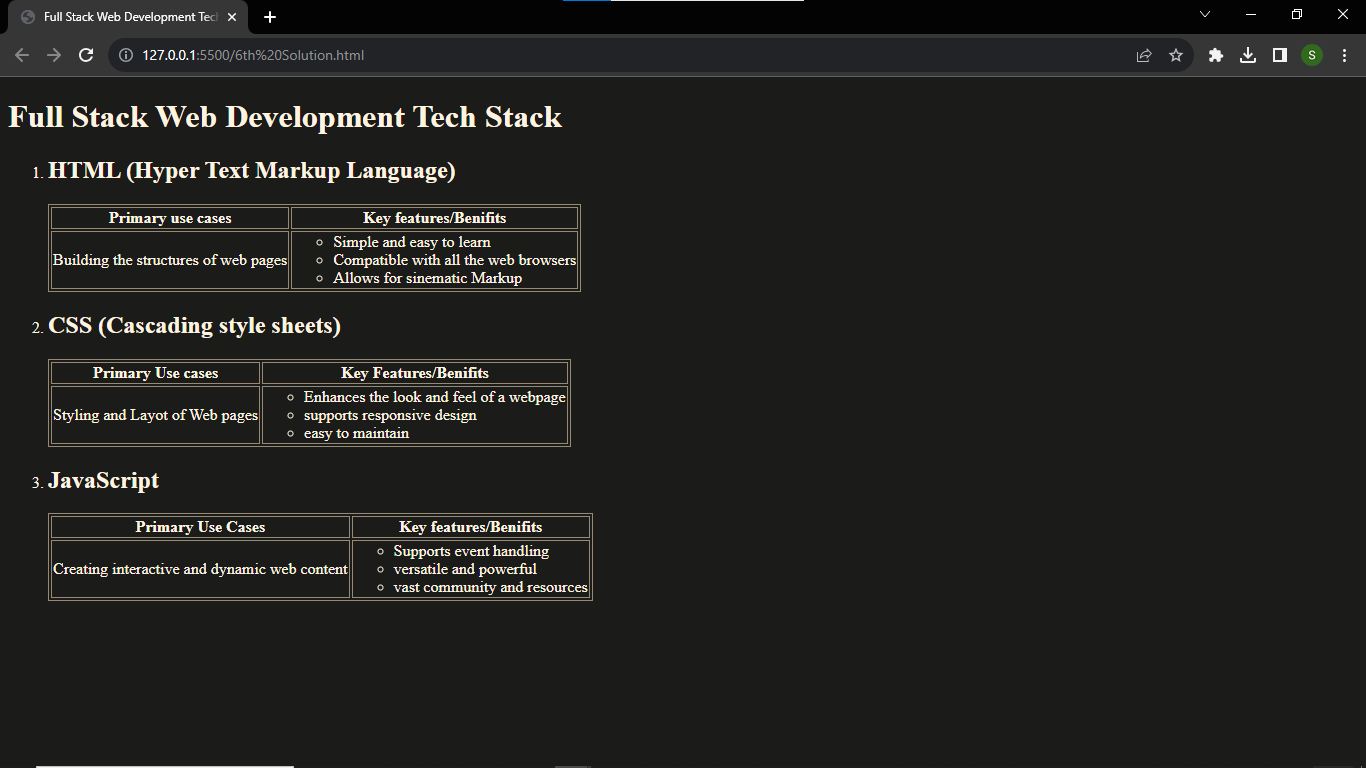 Full Stack Web Development Tec
127.0.0.1:5500/6th%20Solution.html
S
Full Stack Web Development Tech Stack
1. HTML (Hyper Text Markup Language)
Primary use cases Key features/Benifits
Building the structures of web pages
Simple and easy to learn
Compatible with all the web browsers
Allows for sinematic Markup
2. CSS (Cascading style sheets)
Primary Use cases Key Features/Benifits
Styling and Layot of Web pages
Enhances the look and feel of a webpage
supports responsive design
easy to maintain
3. JavaScript
Primary Use Cases Key features/Benifits
Creating interactive and dynamic web content
Supports event handling
versatile and powerful
vast community and resources